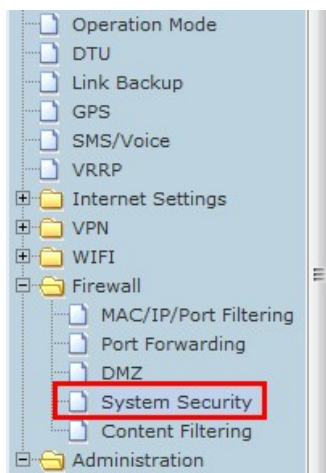 Operation Mode
DTU
Link Backup
GPS
SMS/Voice
VRRP
Internet Settings
VPN
WIFI
Firewall
MAC/IP/Port Filtering
Port Forwarding
DMZ
System Security
Content Filtering
Administration